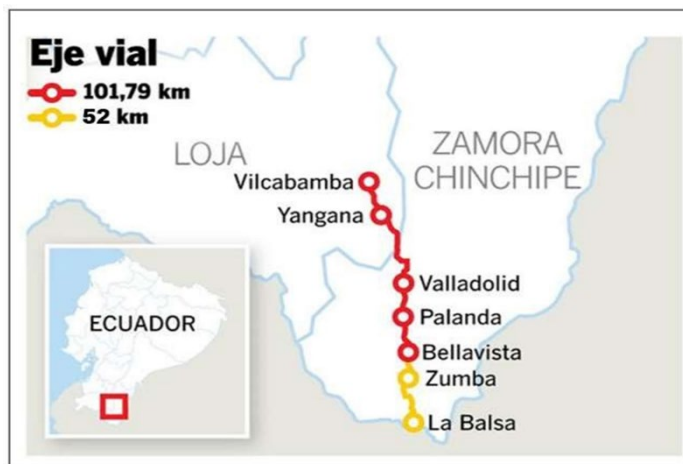 Eje vial
101,79 km
52 km
LOJA
ZAMORA
CHINCHIPE
Vilcabamba
Yangana
Valladolid
Palanda
Bellavista
Zumba
La Balsa
ECUADOR